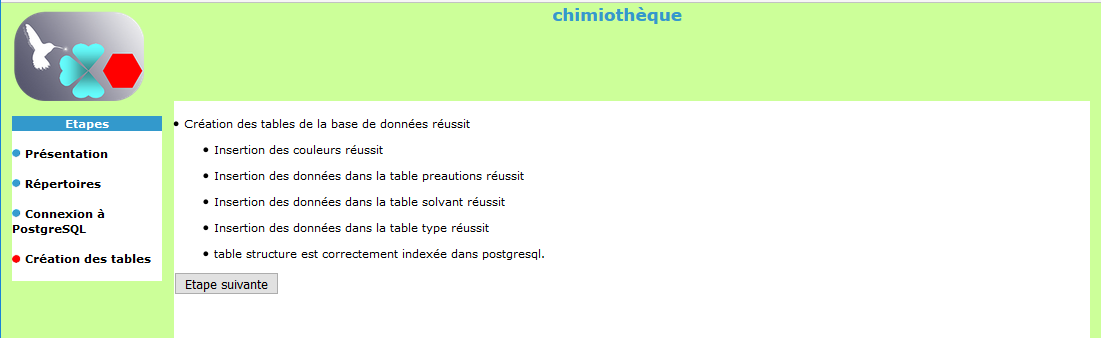 chimiothèque
Etapes
Présentation
Répertoires
Connexion à
PostgreSQL
Création des tables
Création des tables de la base de données réussit
Insertion des couleurs réussit
Insertion des données dans la table preautions réussit
Insertion des données dans la table solvant réussit
Insertion des données dans la table type réussit
table structure est correctement indexée dans postgresql.
Etape suivante